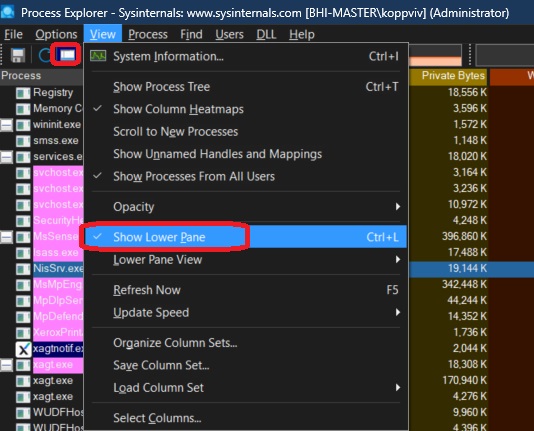 Process Explorer - Sysinternals: www.sysinternals.com [BHI-MASTER\koppviv] (Administrator)
File Options View Process Find Users DLL Help
System Information... Ctrl+I
Process Private Bytes W
Show Process Tree Ctrl+T
Show Column Heatmaps
Scroll to New Processes
Show Unnamed Handles and Mappings
Show Processes From All Users
Opacity
Show Lower Pane Ctrl+L
Lower Pane View
Refresh Now F5
Update Speed
Organize Column Sets...
Save Column Set...
Load Column Set
Select Columns...
Registry 18,556 K
Memory Co 3,596 K
wininit.exe 1,572 K
smss.exe 1,148 K
services.e 18,020 K
svchost.ex 3,164 K
svchost.ex 3,236 K
svchost.ex 10,972 K
SecurityHe 4,248 K
MsSense 396,860 K
lsass.exe 17,488 K
NisSrv.exe 19,144 K
MsMpEng 342,448 K
MpDlpSer 44,244 K
MpDefend 14,352 K
XeroxPrint 1,736 K
xagtnotif.ex 2,044 K
xagt.exe 18,308 K
xagt.exe 170,940 K
xagt.exe 4,276 K
WUDFHos 9,960 K
WUDFHos 4,396 K